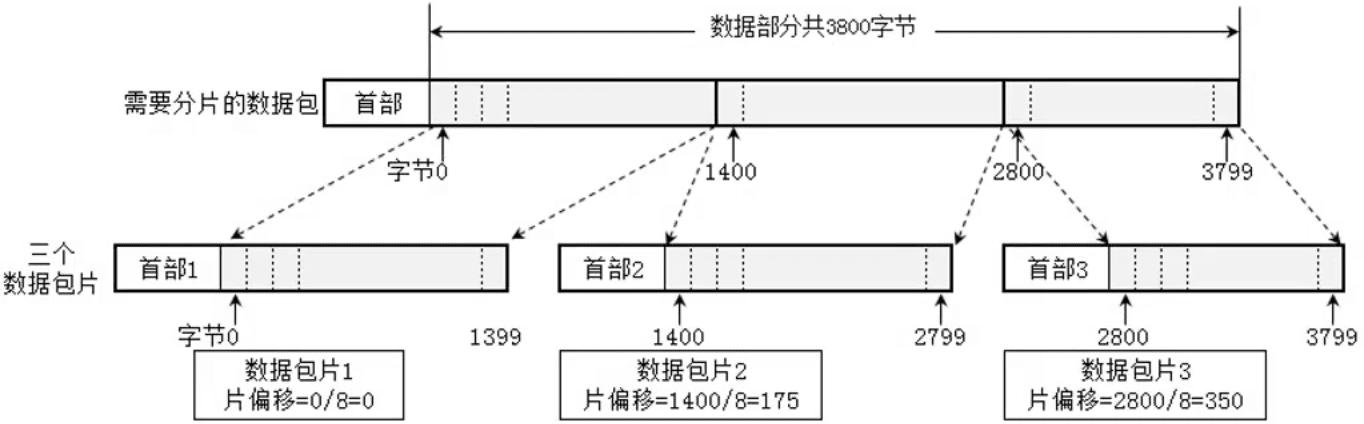 数据部分共3800字节
需要分片的数据包
首部
字节0
1400
2800
3799
三个
数据包片
首部1
首部2
首部3
字节0
1399
1400
2799
2800
3799
数据包片1
片偏移=0/8=0
数据包片2
片偏移=1400/8=175
数据包片3
片偏移=2800/8=350